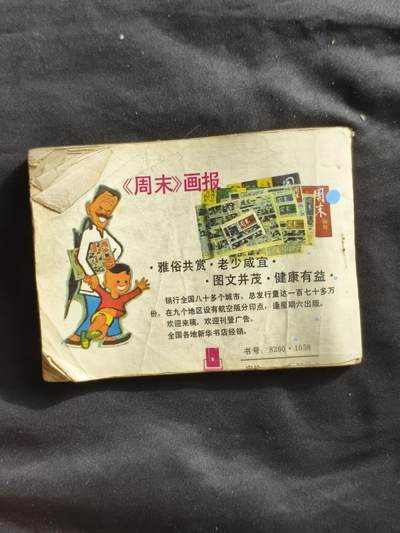 《周末》画报
周末
·雅俗共赏·老少咸宜·
·图文并茂·健康有益·
销行全国八十多个城市，总发行量达一百七十多万
份，在九个地区设有航空版分印点，逢星期六出版。
欢迎来稿，欢迎刊登广告。
全国各地新华书店经销。
书号：8260·1058